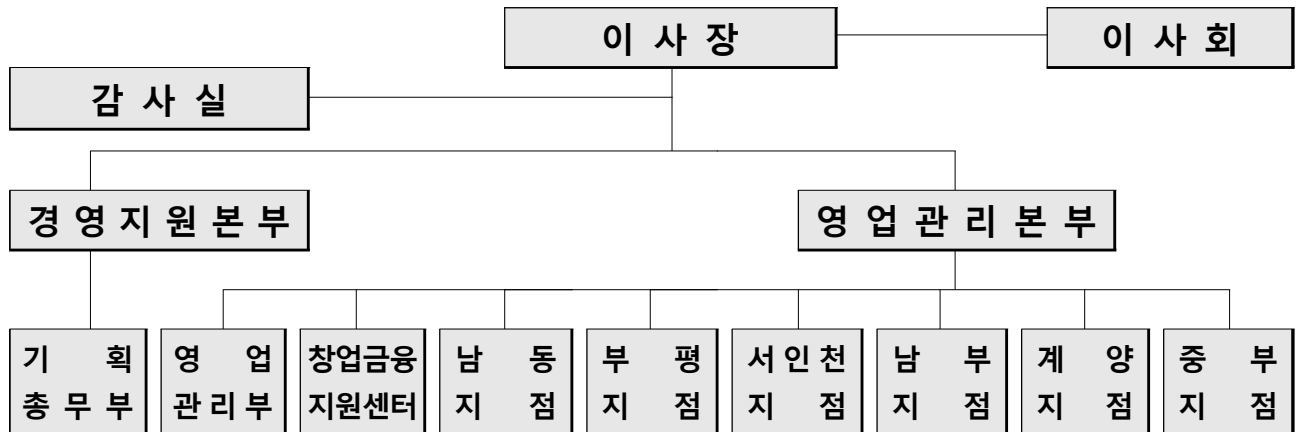 이 사 장
이 사 회
감 사 실
경 영 지 원 본 부
영 업 관 리 본 부
기 획
총 무 부
영 업
관 리 부
창업금융
지원센터
남 동
지 점
부 평
지 점
서 인 천
지 점
남 부
지 점
계 양
지 점
중 부
지 점